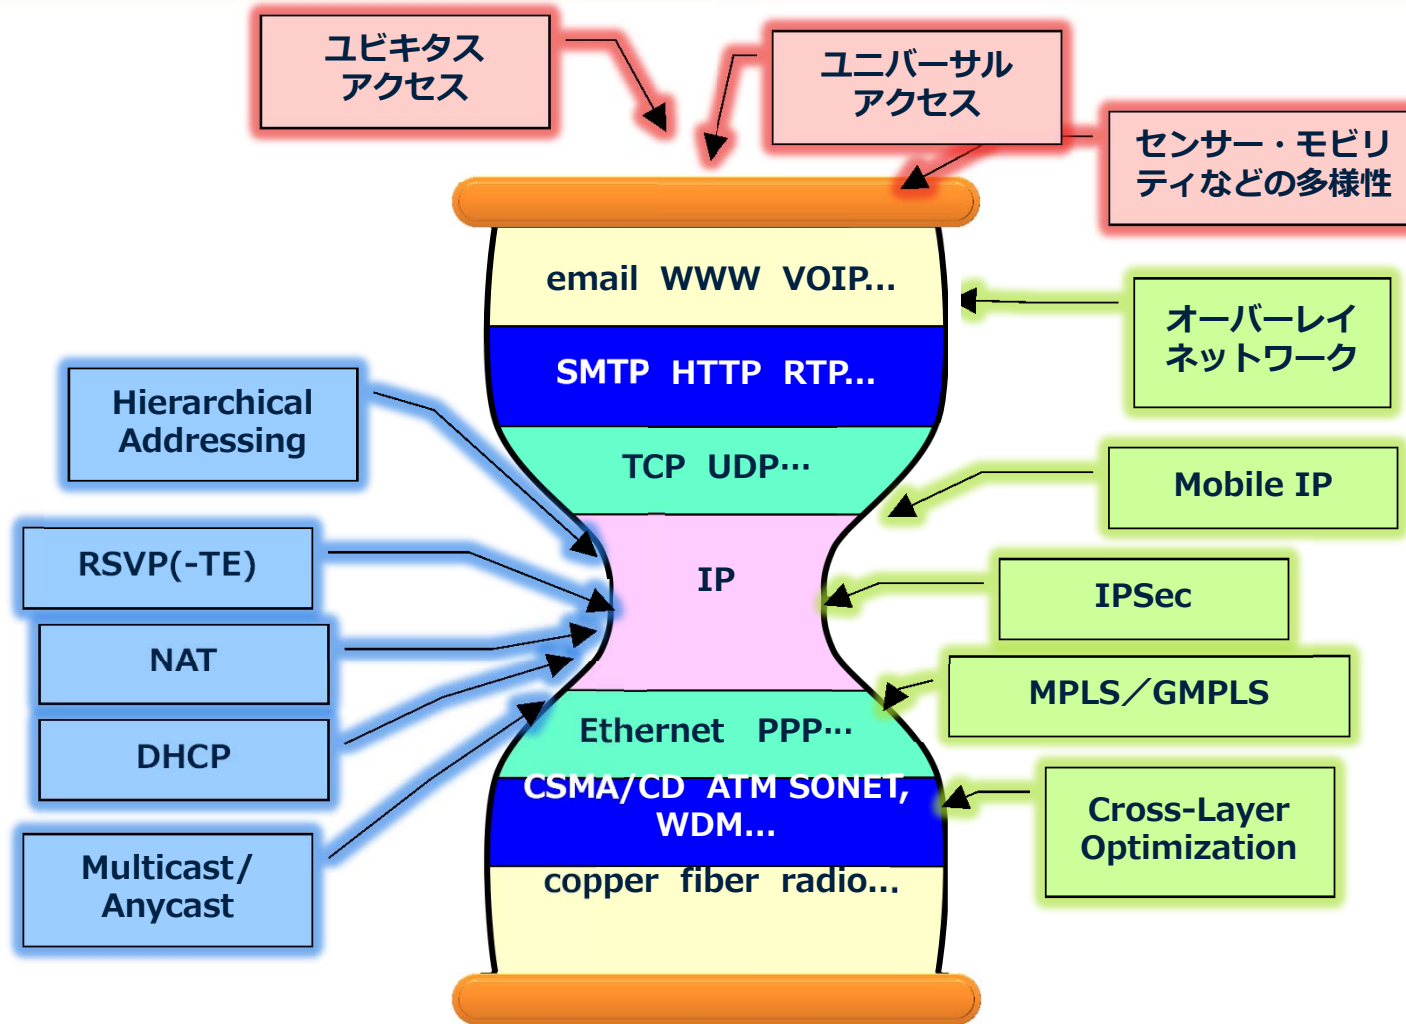 ユビキタス
アクセス
ユニバーサル
アクセス
センサー・モビリ
ティなどの多様性
email WWW VOIP...
オーバーレイ
ネットワーク
SMTP HTTP RTP...
Hierarchical
Addressing
TCP UDP…
Mobile IP
RSVP(-TE)
IP
IPSec
NAT
MPLS／GMPLS
DHCP
Ethernet PPP…
CSMA/CD ATM SONET,
WDM...
Cross-Layer
Optimization
Multicast/
Anycast
copper fiber radio...